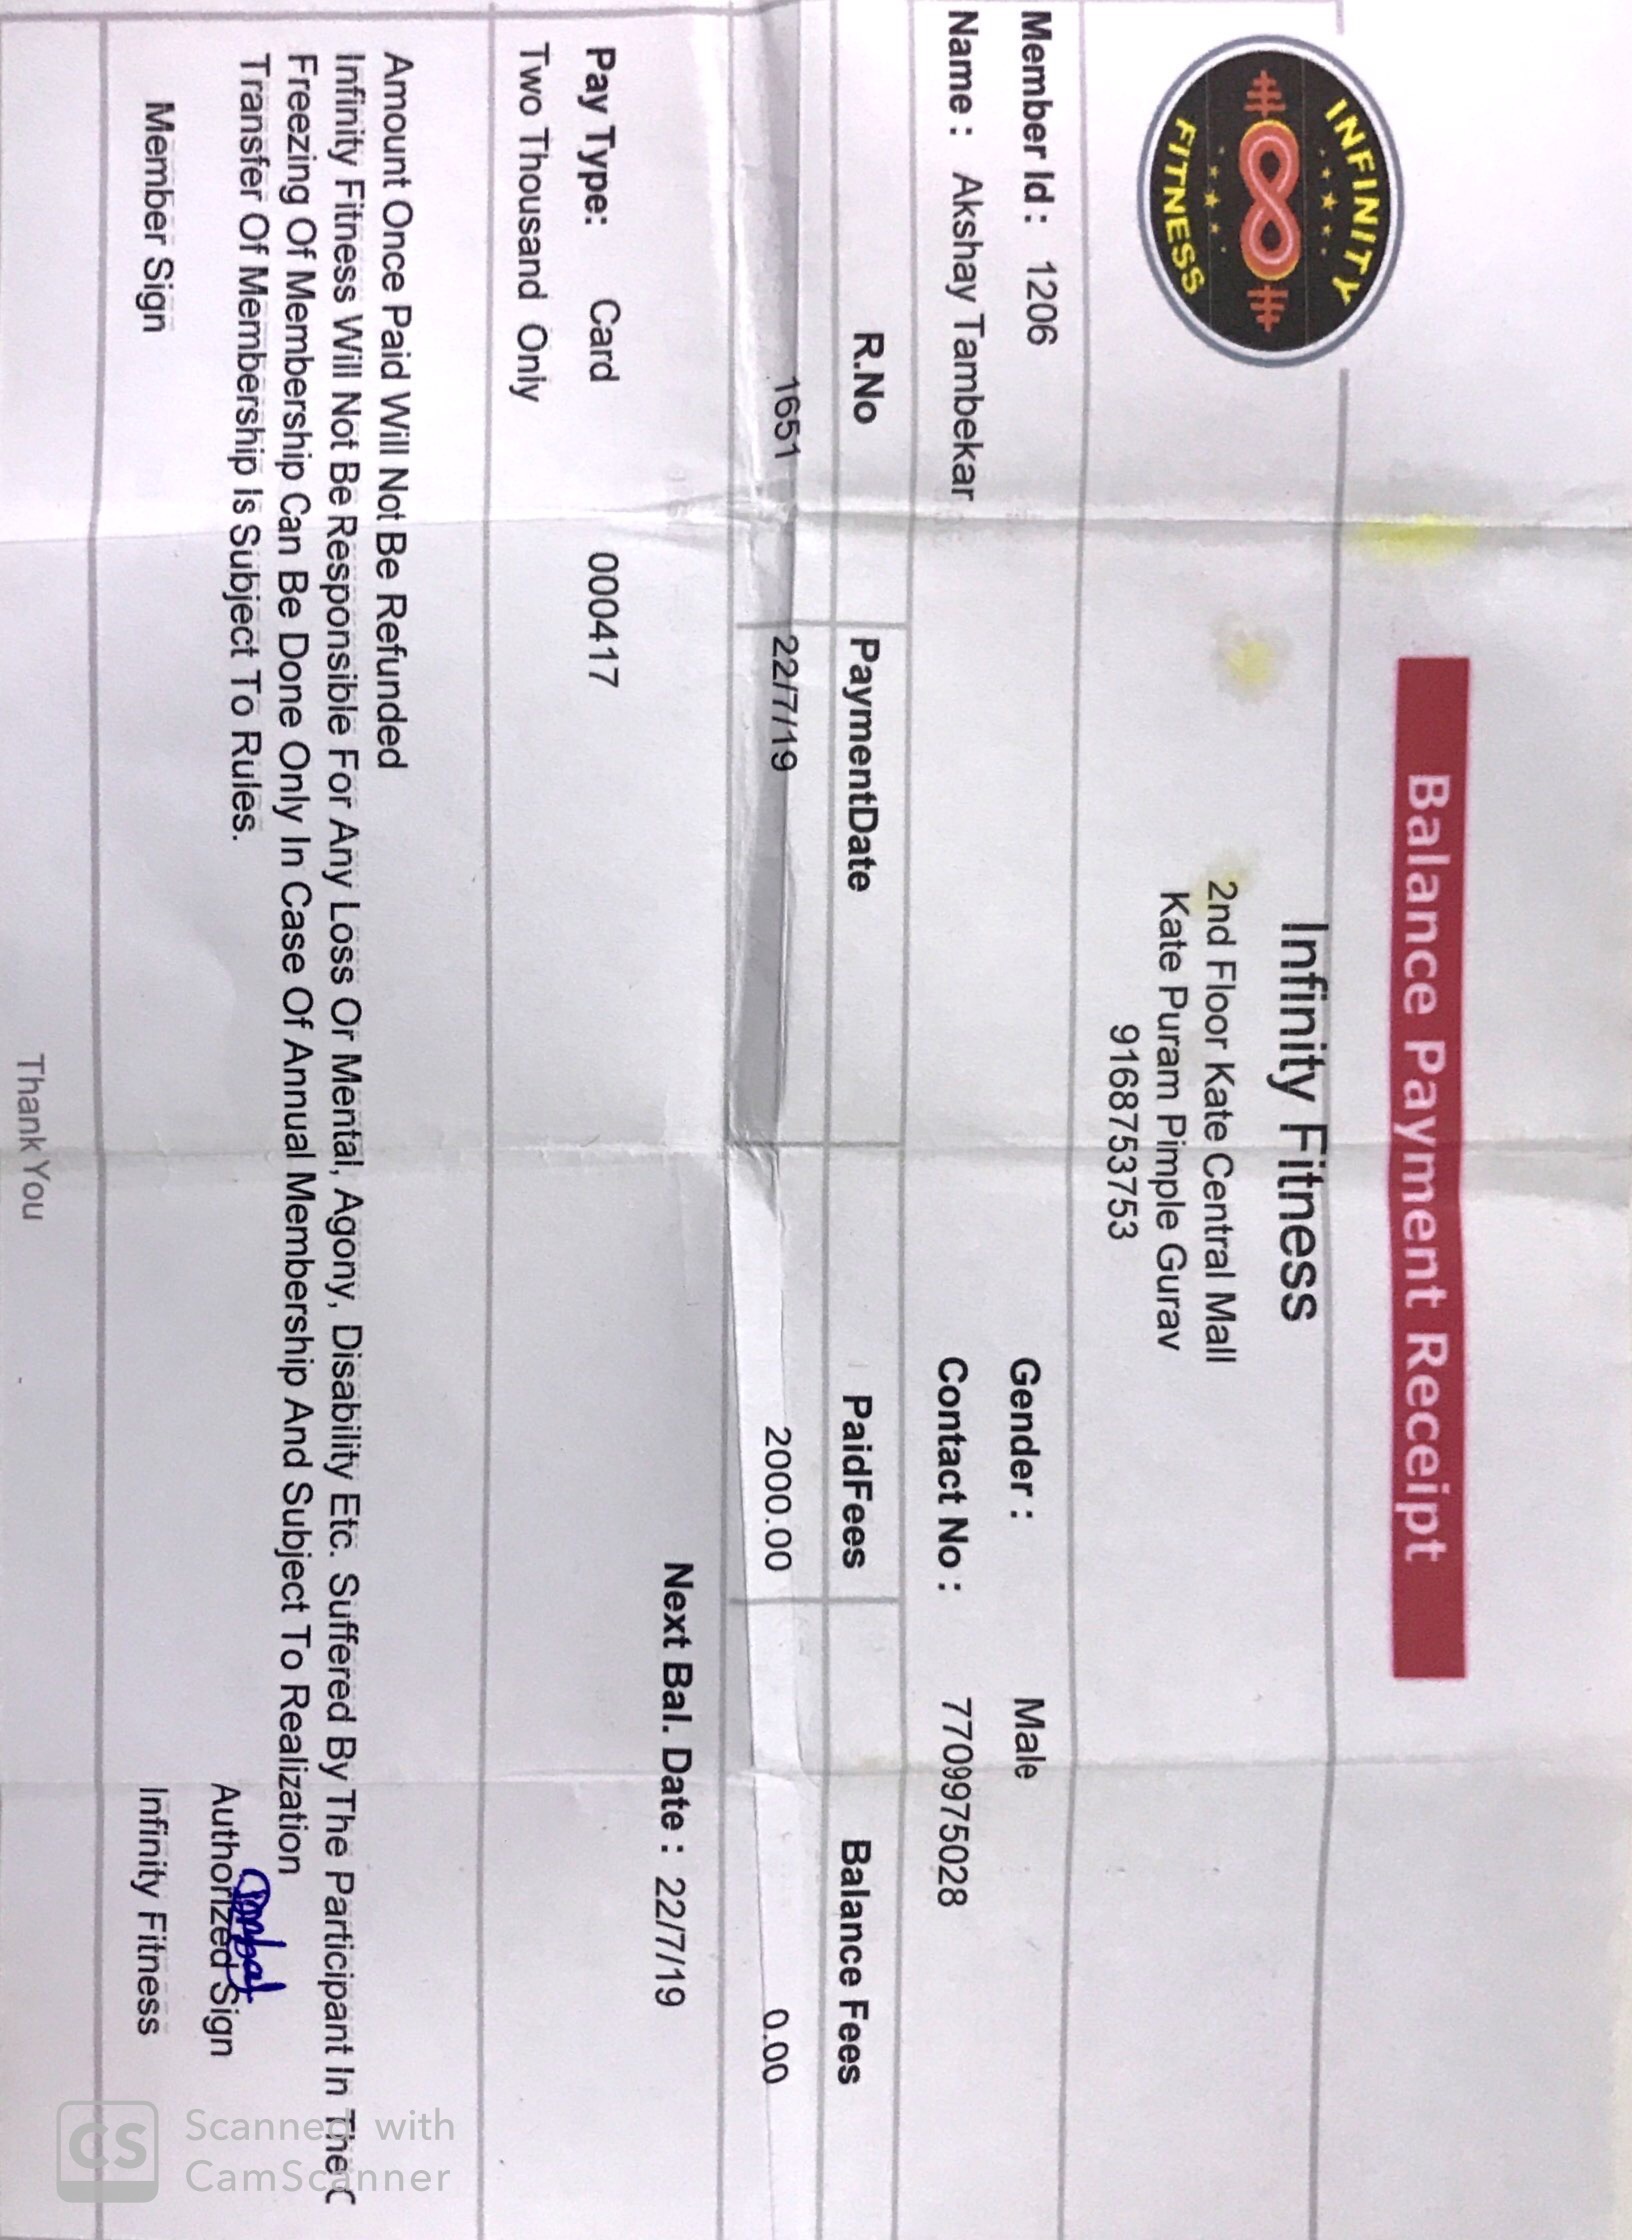 Balance Payment Receipt
INFINITY
FITNESS
Infinity Fitness
2nd Floor Kate Central Mall
Kate Puram Pimple Gurav
9168753753
Member Id : 1206 Gender : Male
Name : Akshay Tambekar Contact No : 7709975028
R.No PaymentDate PaidFees Balance Fees
1651 22/7/19 2000.00 0.00
Next Bal. Date : 22/7/19
Pay Type: Card 000417
Two Thousand Only
Amount Once Paid Will Not Be Refunded
Infinity Fitness Will Not Be Responsible For Any Loss Or Mental, Agony, Disability Etc. Suffered By The Participant In The C
Freezing Of Membership Can Be Done Only In Case Of Annual Membership And Subject To Realization
Transfer Of Membership Is Subject To Rules.
Authorized Sign
Member Sign Infinity Fitness
Thank You
CS Scanned with
CamScanner